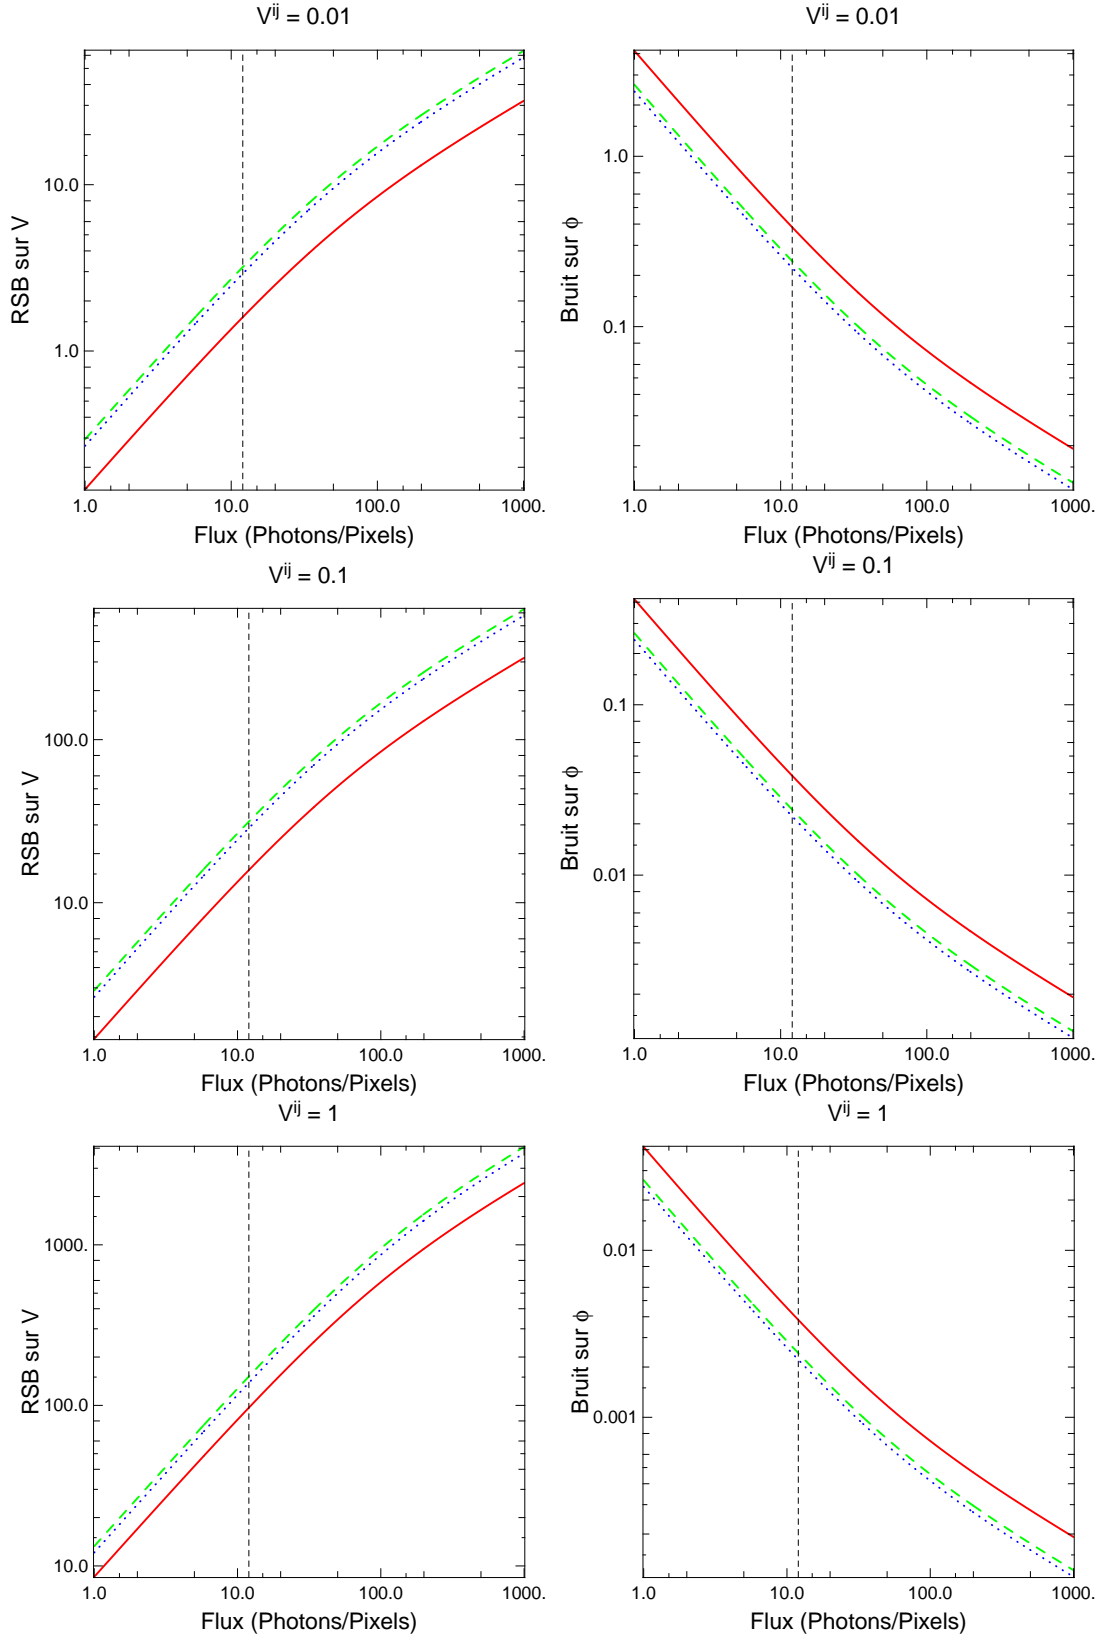 V^ij = 0.01
RSB sur V
10.0
1.0
1.0 10.0 100.0 1000.
Flux (Photons/Pixels)
V^ij = 0.01
Bruit sur ϕ
1.0
0.1
1.0 10.0 100.0 1000.
Flux (Photons/Pixels)
V^ij = 0.1
RSB sur V
100.0
10.0
1.0 10.0 100.0 1000.
Flux (Photons/Pixels)
V^ij = 0.1
Bruit sur ϕ
0.1
0.01
1.0 10.0 100.0 1000.
Flux (Photons/Pixels)
V^ij = 1
RSB sur V
1000.
100.0
10.0
1.0 10.0 100.0 1000.
Flux (Photons/Pixels)
V^ij = 1
Bruit sur ϕ
0.01
0.001
1.0 10.0 100.0 1000.
Flux (Photons/Pixels)